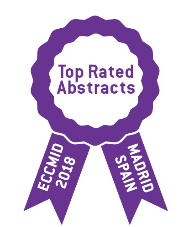 Top Rated
Abstracts
ECCMID
2018
MADRID
SPAIN